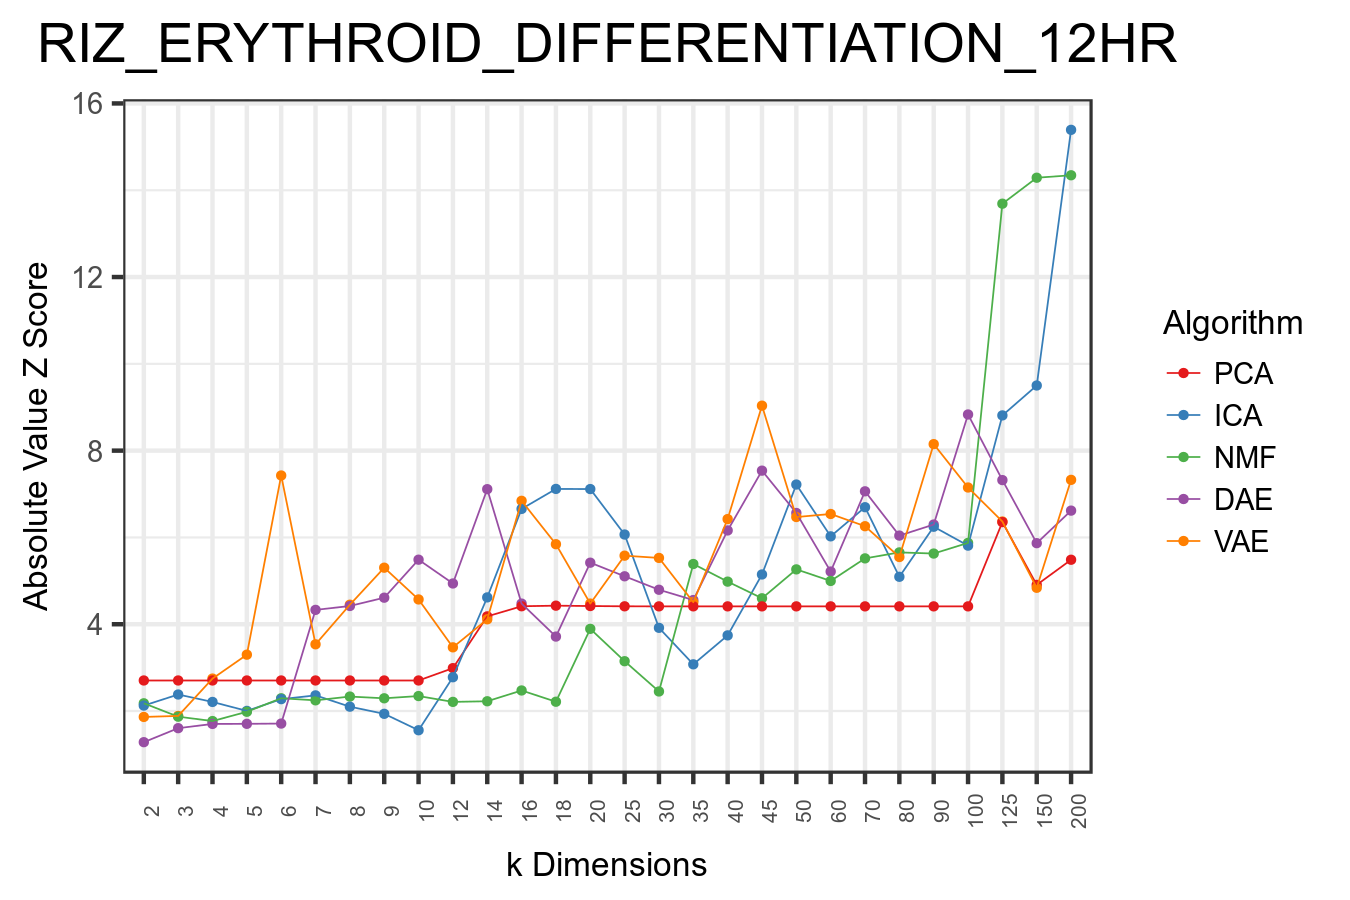 RIZ_ERYTHROID_DIFFERENTIATION_12HR
Absolute Value Z Score
16
12
8
4
2 3 4 5 6 7 8 9 10 12 14 16 18 20 25 30 35 40 45 50 60 70 80 90 100 125 150 200
k Dimensions
Algorithm
PCA
ICA
NMF
DAE
VAE